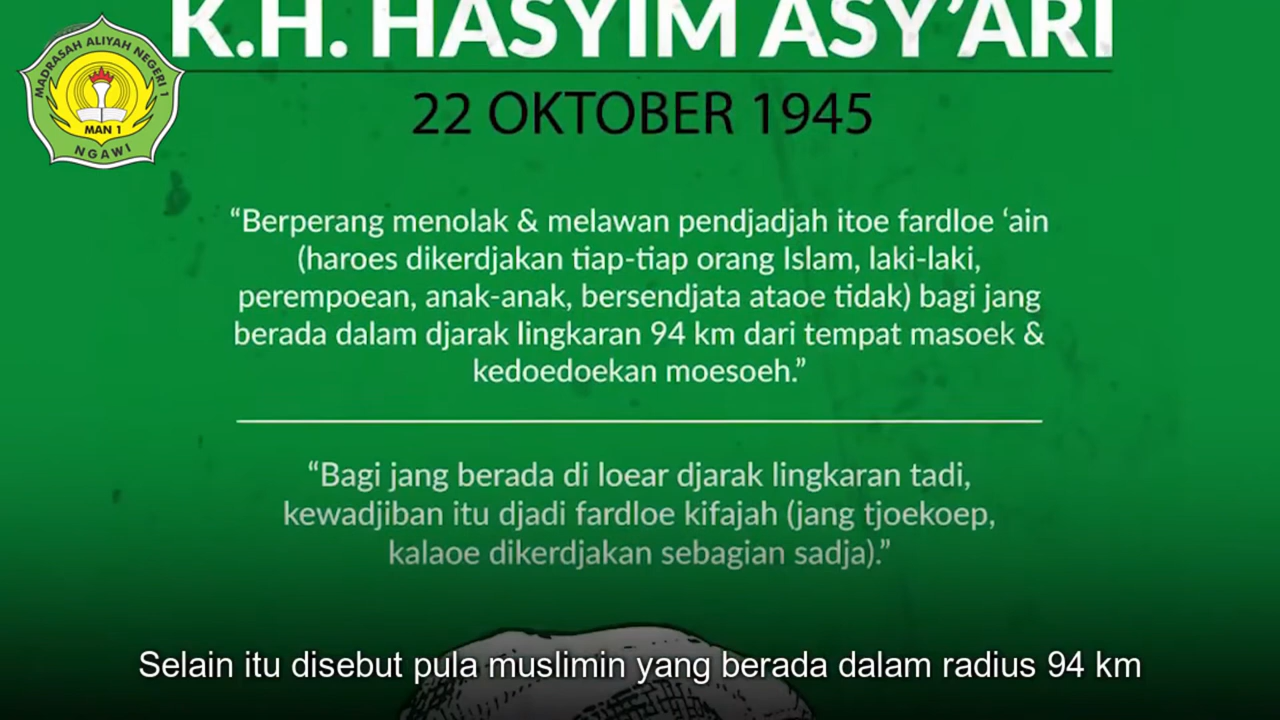 K.H. HASYIM ASY'ARI
22 OKTOBER 1945
MADRASAH ALIYAH NEGERI 1
MAN 1
NGAWI
“Berperang menolak & melawan pendjadjah itoe fardloe ‘ain
(haroes dikerdjakan tiap-tiap orang Islam, laki-laki,
perempoean, anak-anak, bersendjata ataoe tidak) bagi jang
berada dalam djarak lingkaran 94 km dari tempat masoek &
kedoedoekan moesoeh.”
“Bagi jang berada di loear djarak lingkaran tadi,
kewadjiban itu djadi fardloe kifajah (jang tjoekoep,
kalaoe dikerdjakan sebagian sadja).”
Selain itu disebut pula muslimin yang berada dalam radius 94 km